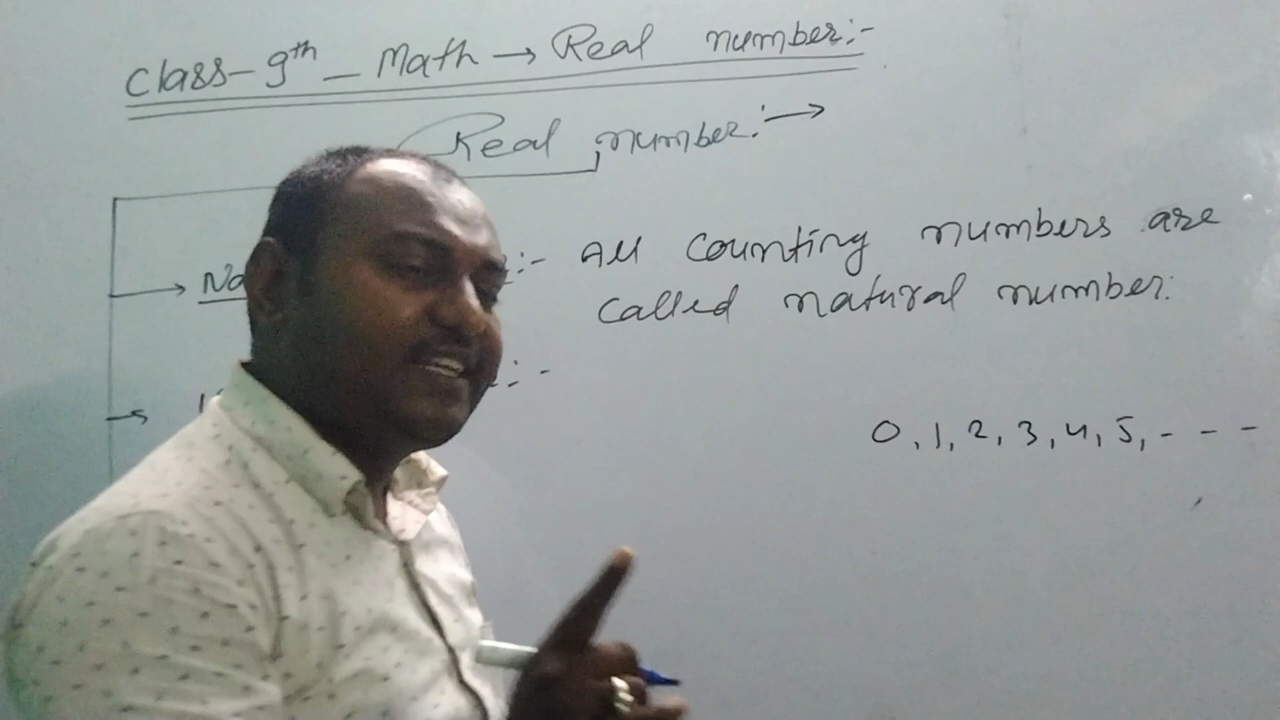 Class-9th - Math → Real number:-
Real number:→
→ Na :- All counting numbers are
called natural number.
→ :-
0, 1, 2, 3, 4, 5, - - -